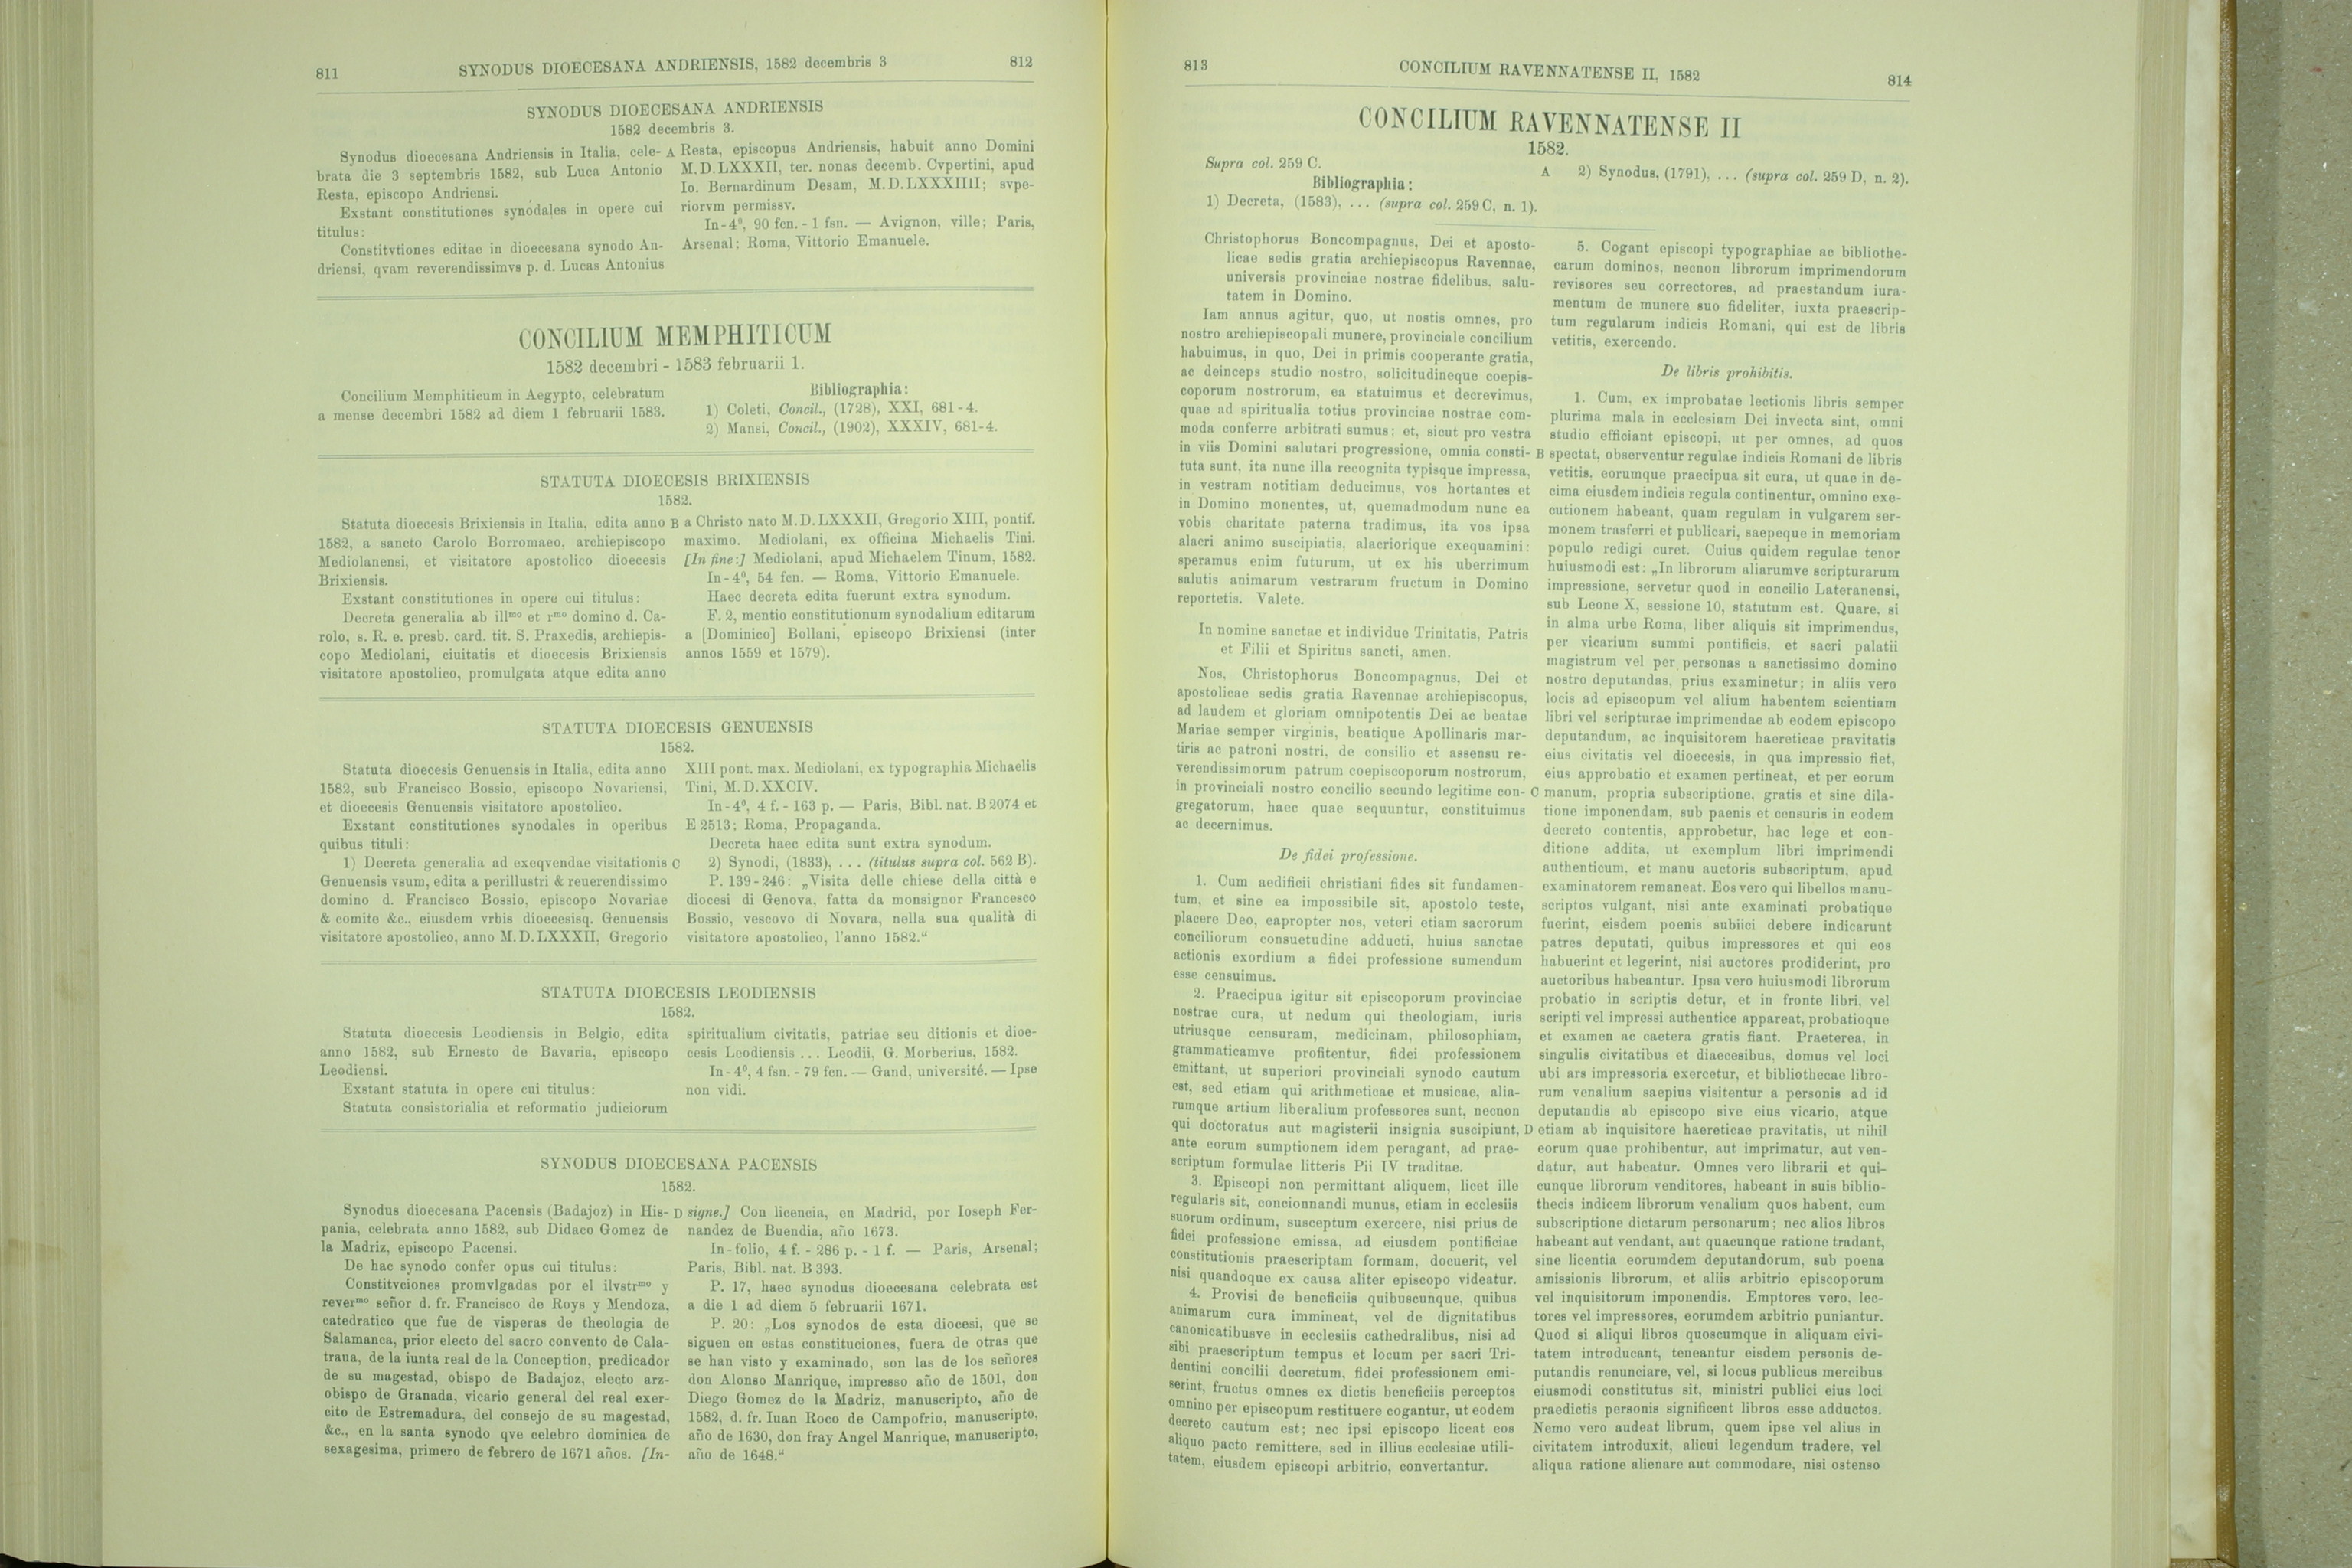 811
SYNODUS DIOECESANA ANDRIENSIS, 1582 decembris 3
812
SYNODUS DIOECESANA ANDRIENSIS
1582 decembris 3.
Synodus dioecesana Andriensis in Italia, cele-
brata die 3 septembris 1582, sub Luca Antonio
Resta, episcopo Andriensi.
Exstant constitutiones synodales in opere cui
titulus:
Constitvtiones editae in dioecesana synodo An-
driensi, qvam reverendissimvs p. d. Lucas Antonius
A
Resta, episcopus Andriensis, habuit anno Domini
M.D.LXXXII, ter. nonas decemb. Cvpertini, apud
Io. Bernardinum Desam, M.D.LXXXIIII; svpe-
riorvm permissv.
In-4⁰, 90 fcn. - 1 fsn. — Avignon, ville; Paris,
Arsenal; Roma, Vittorio Emanuele.
CONCILIUM MEMPHITICUM
1582 decembri - 1583 februarii 1.
Concilium Memphiticum in Aegypto, celebratum
a mense decembri 1582 ad diem 1 februarii 1583.
Bibliographia:
1) Coleti, Concil., (1728), XXI, 681-4.
2) Mansi, Concil., (1902), XXXIV, 681-4.
STATUTA DIOECESIS BRIXIENSIS
1582.
Statuta dioecesis Brixiensis in Italia, edita anno
1582, a sancto Carolo Borromaeo, archiepiscopo
Mediolanensi, et visitatore apostolico dioecesis
Brixiensis.
Exstant constitutiones in opere cui titulus:
Decreta generalia ab illᵐᵒ et rᵐᵒ domino d. Ca-
rolo, s. R. e. presb. card. tit. S. Praxedis, archiepis-
copo Mediolani, ciuitatis et dioecesis Brixiensis
visitatore apostolico, promulgata atque edita anno
B
a Christo nato M.D.LXXXII, Gregorio XIII, pontif.
maximo. Mediolani, ex officina Michaelis Tini.
[In fine:] Mediolani, apud Michaelem Tinum, 1582.
In-4⁰, 54 fcn. — Roma, Vittorio Emanuele.
Haec decreta edita fuerunt extra synodum.
F. 2, mentio constitutionum synodalium editarum
a [Dominico] Bollani, episcopo Brixiensi (inter
annos 1559 et 1579).
STATUTA DIOECESIS GENUENSIS
1582.
Statuta dioecesis Genuensis in Italia, edita anno
1582, sub Francisco Bossio, episcopo Novariensi,
et dioecesis Genuensis visitatore apostolico.
Exstant constitutiones synodales in operibus
quibus tituli:
1) Decreta generalia ad exeqvendae visitationis
Genuensis vsum, edita a perillustri & reuerendissimo
domino d. Francisco Bossio, episcopo Novariae
& comite &c., eiusdem vrbis dioecesisq. Genuensis
visitatore apostolico, anno M.D.LXXXII, Gregorio
C
XIII pont. max. Mediolani, ex typographia Michaelis
Tini, M.D.XXCIV.
In-4⁰, 4 f. - 163 p. — Paris, Bibl. nat. B 2074 et
E 2513; Roma, Propaganda.
Decreta haec edita sunt extra synodum.
2) Synodi, (1833), ... (titulus supra col. 562 B).
P. 139-246: „Visita delle chiese della città e
diocesi di Genova, fatta da monsignor Francesco
Bossio, vescovo di Novara, nella sua qualità di
visitatore apostolico, l'anno 1582.“
STATUTA DIOECESIS LEODIENSIS
1582.
Statuta dioecesis Leodiensis in Belgio, edita
anno 1582, sub Ernesto de Bavaria, episcopo
Leodiensi.
Exstant statuta in opere cui titulus:
Statuta consistorialia et reformatio judiciorum
spiritualium civitatis, patriae seu ditionis et dioe-
cesis Leodiensis ... Leodii, G. Morberius, 1582.
In-4⁰, 4 fsn. - 79 fcn. — Gand, université. — Ipse
non vidi.
SYNODUS DIOECESANA PACENSIS
1582.
Synodus dioecesana Pacensis (Badajoz) in His-
pania, celebrata anno 1582, sub Didaco Gomez de
la Madriz, episcopo Pacensi.
De hac synodo confer opus cui titulus:
Constitvciones promvlgadas por el ilvstrᵐᵒ y
reverᵐᵒ señor d. fr. Francisco de Roys y Mendoza,
catedratico que fue de visperas de theologia de
Salamanca, prior electo del sacro convento de Cala-
traua, de la iunta real de la Conception, predicador
de su magestad, obispo de Badajoz, electo arz-
obispo de Granada, vicario general del real exer-
cito de Estremadura, del consejo de su magestad,
&c., en la santa synodo qve celebro dominica de
sexagesima, primero de febrero de 1671 años. [In-
D
signe.] Con licencia, en Madrid, por Ioseph Fer-
nandez de Buendia, año 1673.
In-folio, 4 f. - 286 p. - 1 f. — Paris, Arsenal;
Paris, Bibl. nat. B 393.
P. 17, haec synodus dioecesana celebrata est
a die 1 ad diem 5 februarii 1671.
P. 20: „Los synodos de esta diocesi, que se
siguen en estas constituciones, fuera de otras que
se han visto y examinado, son las de los señores
don Alonso Manrique, impresso año de 1501, don
Diego Gomez de la Madriz, manuscripto, año de
1582, d. fr. Iuan Roco de Campofrio, manuscripto,
año de 1630, don fray Angel Manrique, manuscripto,
año de 1648.“
813
CONCILIUM RAVENNATENSE II, 1582
814
CONCILIUM RAVENNATENSE II
1582.
Supra col. 259 C.
Bibliographia:
1) Decreta, (1583), ... (supra col. 259 C, n. 1).
A
2) Synodus, (1791), ... (supra col. 259 D, n. 2).
Christophorus Boncompagnus, Dei et aposto-
licae sedis gratia archiepiscopus Ravennae,
universis provinciae nostrae fidelibus, salu-
tatem in Domino.
Iam annus agitur, quo, ut nostis omnes, pro
nostro archiepiscopali munere, provinciale concilium
habuimus, in quo, Dei in primis cooperante gratia,
ac deinceps studio nostro, solicitudineque coepis-
coporum nostrorum, ea statuimus et decrevimus,
quae ad spiritualia totius provinciae nostrae com-
moda conferre arbitrati sumus; et, sicut pro vestra
in viis Domini salutari progressione, omnia consti-
tuta sunt, ita nunc illa recognita typisque impressa,
in vestram notitiam deducimus, vos hortantes et
in Domino monentes, ut, quemadmodum nunc ea
vobis charitate paterna tradimus, ita vos ipsa
alacri animo suscipiatis, alacriorique exequamini:
speramus enim futurum, ut ex his uberrimum
salutis animarum vestrarum fructum in Domino
reportetis. Valete.
In nomine sanctae et individue Trinitatis, Patris
et Filii et Spiritus sancti, amen.
Nos, Christophorus Boncompagnus, Dei et
apostolicae sedis gratia Ravennae archiepiscopus,
ad laudem et gloriam omnipotentis Dei ac beatae
Mariae semper virginis, beatique Apollinaris mar-
tiris ac patroni nostri, de consilio et assensu re-
verendissimorum patrum coepiscoporum nostrorum,
in provinciali nostro concilio secundo legitime con-
gregatorum, haec quae sequuntur, constituimus
ac decernimus.
De fidei professione.
1. Cum aedificii christiani fides sit fundamen-
tum, et sine ea impossibile sit, apostolo teste,
placere Deo, eapropter nos, veteri etiam sacrorum
conciliorum consuetudine adducti, huius sanctae
actionis exordium a fidei professione sumendum
esse censuimus.
2. Praecipua igitur sit episcoporum provinciae
nostrae cura, ut nedum qui theologiam, iuris
utriusque censuram, medicinam, philosophiam,
grammaticamve profitentur, fidei professionem
emittant, ut superiori provinciali synodo cautum
est, sed etiam qui arithmeticae et musicae, alia-
rumque artium liberalium professores sunt, necnon
qui doctoratus aut magisterii insignia suscipiunt,
ante eorum sumptionem idem peragant, ad prae-
scriptum formulae litteris Pii IV traditae.
3. Episcopi non permittant aliquem, licet ille
regularis sit, concionnandi munus, etiam in ecclesiis
suorum ordinum, susceptum exercere, nisi prius de
fidei professione emissa, ad eiusdem pontificiae
constitutionis praescriptam formam, docuerit, vel
nisi quandoque ex causa aliter episcopo videatur.
4. Provisi de beneficiis quibuscunque, quibus
animarum cura immineat, vel de dignitatibus
canonicatibusve in ecclesiis cathedralibus, nisi ad
sibi praescriptum tempus et locum per sacri Tri-
dentini concilii decretum, fidei professionem emi-
serint, fructus omnes ex dictis beneficiis perceptos
omnino per episcopum restituere cogantur, ut eodem
decreto cautum est; nec ipsi episcopo liceat eos
aliquo pacto remittere, sed in illius ecclesiae utili-
tatem, eiusdem episcopi arbitrio, convertantur.
B
C
D
5. Cogant episcopi typographiae ac bibliothe-
carum dominos, necnon librorum imprimendorum
revisores seu correctores, ad praestandum iura-
mentum de munere suo fideliter, iuxta praescrip-
tum regularum indicis Romani, qui est de libris
vetitis, exercendo.
De libris prohibitis.
1. Cum, ex improbatae lectionis libris semper
plurima mala in ecclesiam Dei invecta sint, omni
studio efficiant episcopi, ut per omnes, ad quos
spectat, observentur regulae indicis Romani de libris
vetitis, eorumque praecipua sit cura, ut quae in de-
cima eiusdem indicis regula continentur, omnino exe-
cutionem habeant, quam regulam in vulgarem ser-
monem trasferri et publicari, saepeque in memoriam
populo redigi curet. Cuius quidem regulae tenor
huiusmodi est: „In librorum aliarumve scripturarum
impressione, servetur quod in concilio Lateranensi,
sub Leone X, sessione 10, statutum est. Quare, si
in alma urbe Roma, liber aliquis sit imprimendus,
per vicarium summi pontificis, et sacri palatii
magistrum vel per personas a sanctissimo domino
nostro deputandas, prius examinetur; in aliis vero
locis ad episcopum vel alium habentem scientiam
libri vel scripturae imprimendae ab eodem episcopo
deputandum, ac inquisitorem haereticae pravitatis
eius civitatis vel dioecesis, in qua impressio fiet,
eius approbatio et examen pertineat, et per eorum
manum, propria subscriptione, gratis et sine dila-
tione imponendam, sub paenis et censuris in eodem
decreto contentis, approbetur, hac lege et con-
ditione addita, ut exemplum libri imprimendi
authenticum, et manu auctoris subscriptum, apud
examinatorem remaneat. Eos vero qui libellos manu-
scriptos vulgant, nisi ante examinati probatique
fuerint, eisdem poenis subiici debere indicarunt
patres deputati, quibus impressores et qui eos
habuerint et legerint, nisi auctores prodiderint, pro
auctoribus habeantur. Ipsa vero huiusmodi librorum
probatio in scriptis detur, et in fronte libri, vel
scripti vel impressi authentice appareat, probatioque
et examen ac caetera gratis fiant. Praeterea, in
singulis civitatibus et diaecesibus, domus vel loci
ubi ars impressoria exercetur, et bibliothecae libro-
rum venalium saepius visitentur a personis ad id
deputandis ab episcopo sive eius vicario, atque
etiam ab inquisitore haereticae pravitatis, ut nihil
eorum quae prohibentur, aut imprimatur, aut ven-
datur, aut habeatur. Omnes vero librarii et qui-
cunque librorum venditores, habeant in suis biblio-
thecis indicem librorum venalium quos habent, cum
subscriptione dictarum personarum; nec alios libros
habeant aut vendant, aut quacunque ratione tradant,
sine licentia eorumdem deputandorum, sub poena
amissionis librorum, et aliis arbitrio episcoporum
vel inquisitorum imponendis. Emptores vero, lec-
tores vel impressores, eorumdem arbitrio puniantur.
Quod si aliqui libros quoscumque in aliquam civi-
tatem introducant, teneantur eisdem personis de-
putandis renunciare, vel, si locus publicus mercibus
eiusmodi constitutus sit, ministri publici eius loci
praedictis personis significent libros esse adductos.
Nemo vero audeat librum, quem ipse vel alius in
civitatem introduxit, alicui legendum tradere, vel
aliqua ratione alienare aut commodare, nisi ostenso